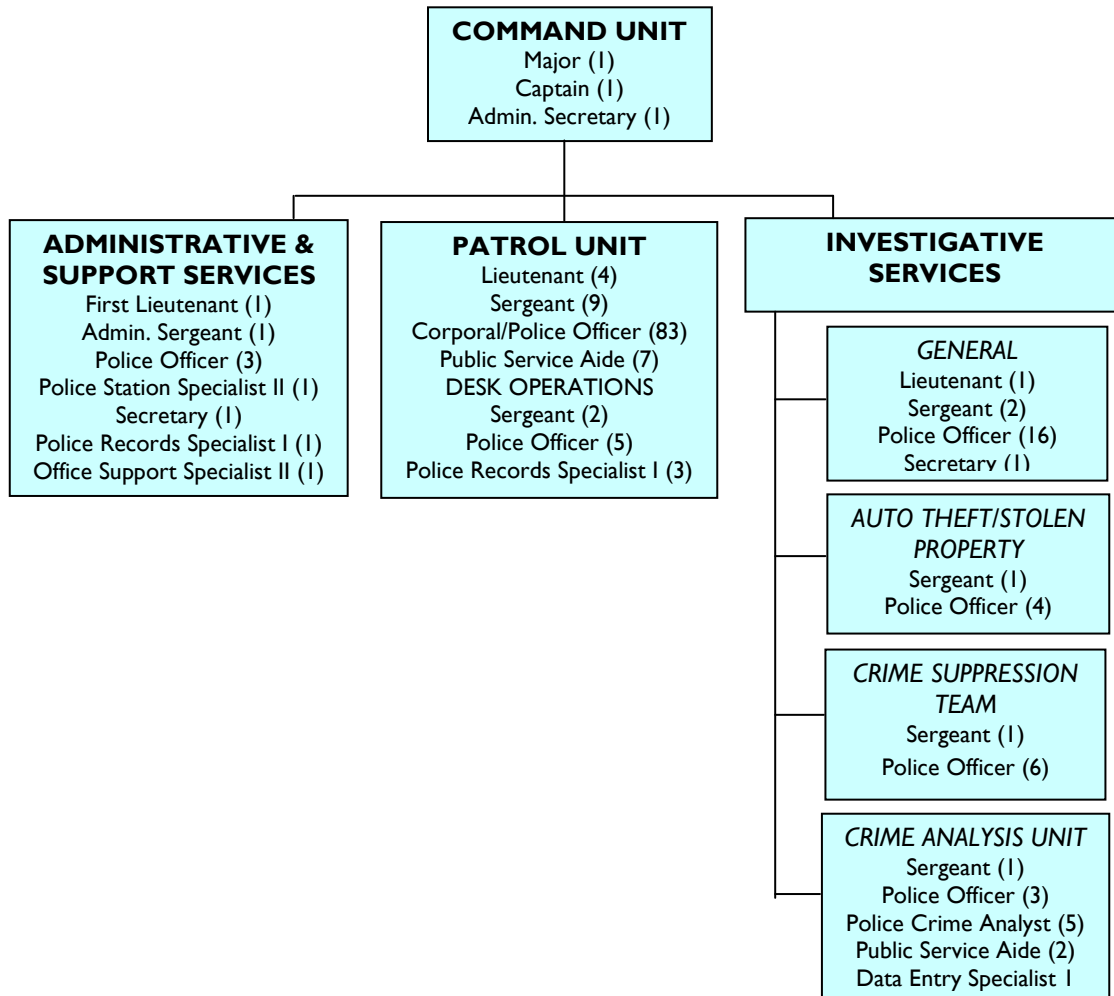 COMMAND UNIT
Major (1)
Captain (1)
Admin. Secretary (1)
ADMINISTRATIVE &
SUPPORT SERVICES
First Lieutenant (1)
Admin. Sergeant (1)
Police Officer (3)
Police Station Specialist II (1)
Secretary (1)
Police Records Specialist I (1)
Office Support Specialist II (1)
PATROL UNIT
Lieutenant (4)
Sergeant (9)
Corporal/Police Officer (83)
Public Service Aide (7)
DESK OPERATIONS
Sergeant (2)
Police Officer (5)
Police Records Specialist I (3)
INVESTIGATIVE
SERVICES
GENERAL
Lieutenant (1)
Sergeant (2)
Police Officer (16)
Secretary (1)
AUTO THEFT/STOLEN
PROPERTY
Sergeant (1)
Police Officer (4)
CRIME SUPPRESSION
TEAM
Sergeant (1)
Police Officer (6)
CRIME ANALYSIS UNIT
Sergeant (1)
Police Officer (3)
Police Crime Analyst (5)
Public Service Aide (2)
Data Entry Specialist 1